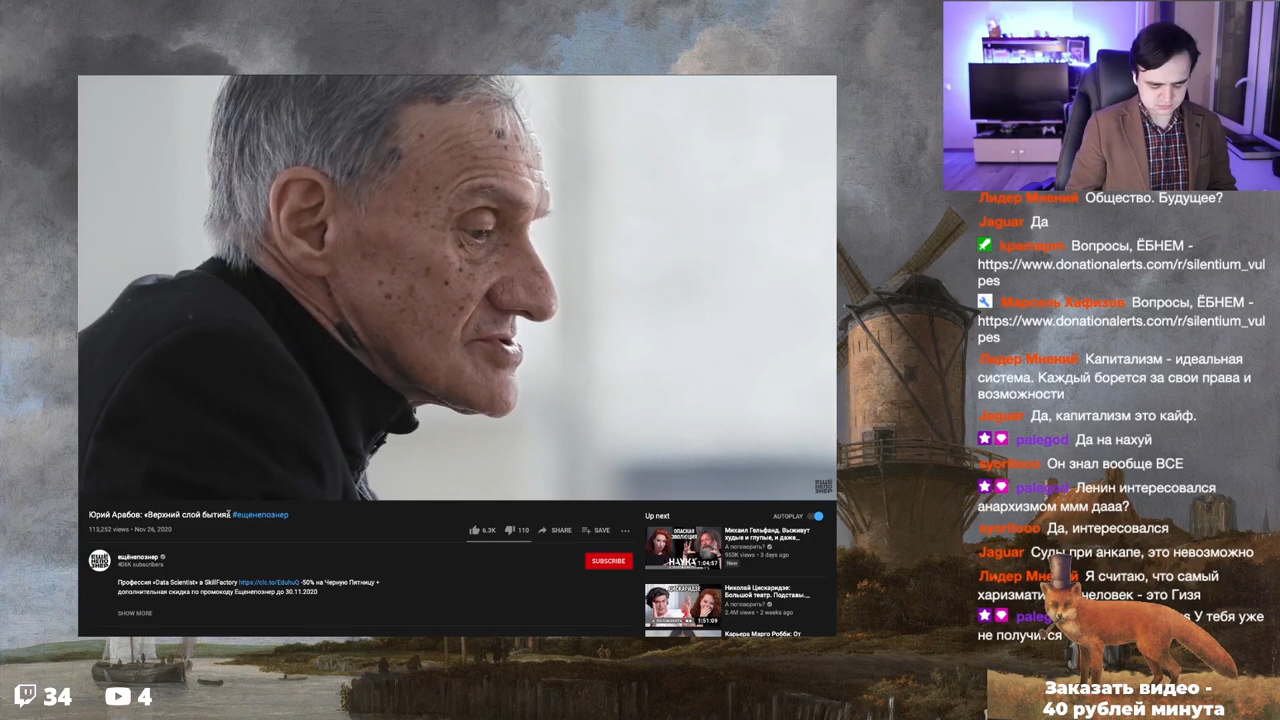 Юрий Арабов: «Верхний слой бытия». #ещенепознер
113,252 views • Nov 26, 2020
6.3K
110
SHARE
SAVE
ещёнепознер
406K subscribers
SUBSCRIBE
Профессия «Data Scientist» в SkillFactory https://clc.to/EduhuQ -50% на Черную Пятницу +
дополнительная скидка по промокоду Ещенепознер до 30.11.2020
SHOW MORE
ЕЩЁ
НЕПО
ЗНЕР
Up next
AUTOPLAY
ОПАСНАЯ
ЭВОЛЮЦИЯ
НАУКА
1:04:57
Михаил Гельфанд. Выживут
худые и глупые, и даже...
А поговорить?
950K views • 3 days ago
New
ЦИСКАРИДЗЕ
1:51:09
Николай Цискаридзе:
Большой театр. Подставы....
А поговорить?
2.4M views • 2 weeks ago
Карьера Марго Робби: От
Лидер Мнений Общество. Будущее?
Jaguar Да
Вопросы, ЁБНЕМ -
https://www.donationalerts.com/r/silentium_vul
pes
Марсель Хафизов Вопросы, ЁБНЕМ -
https://www.donationalerts.com/r/silentium_vul
pes
Лидер Мнений Капитализм - идеальная
система. Каждый борется за свои права и
возможности
Jaguar Да, капитализм это кайф.
palegod Да на нахуй
Он знал вообще ВСЕ
palegod Ленин интересовался
анархизмом ммм дааа?
Да, интересовался
Jaguar Суды при анкапе, это невозможно
Лидер Мнений Я считаю, что самый
человек - это Гизя
У тебя уже
не
34
4
Заказать видео -
40 рублей минута